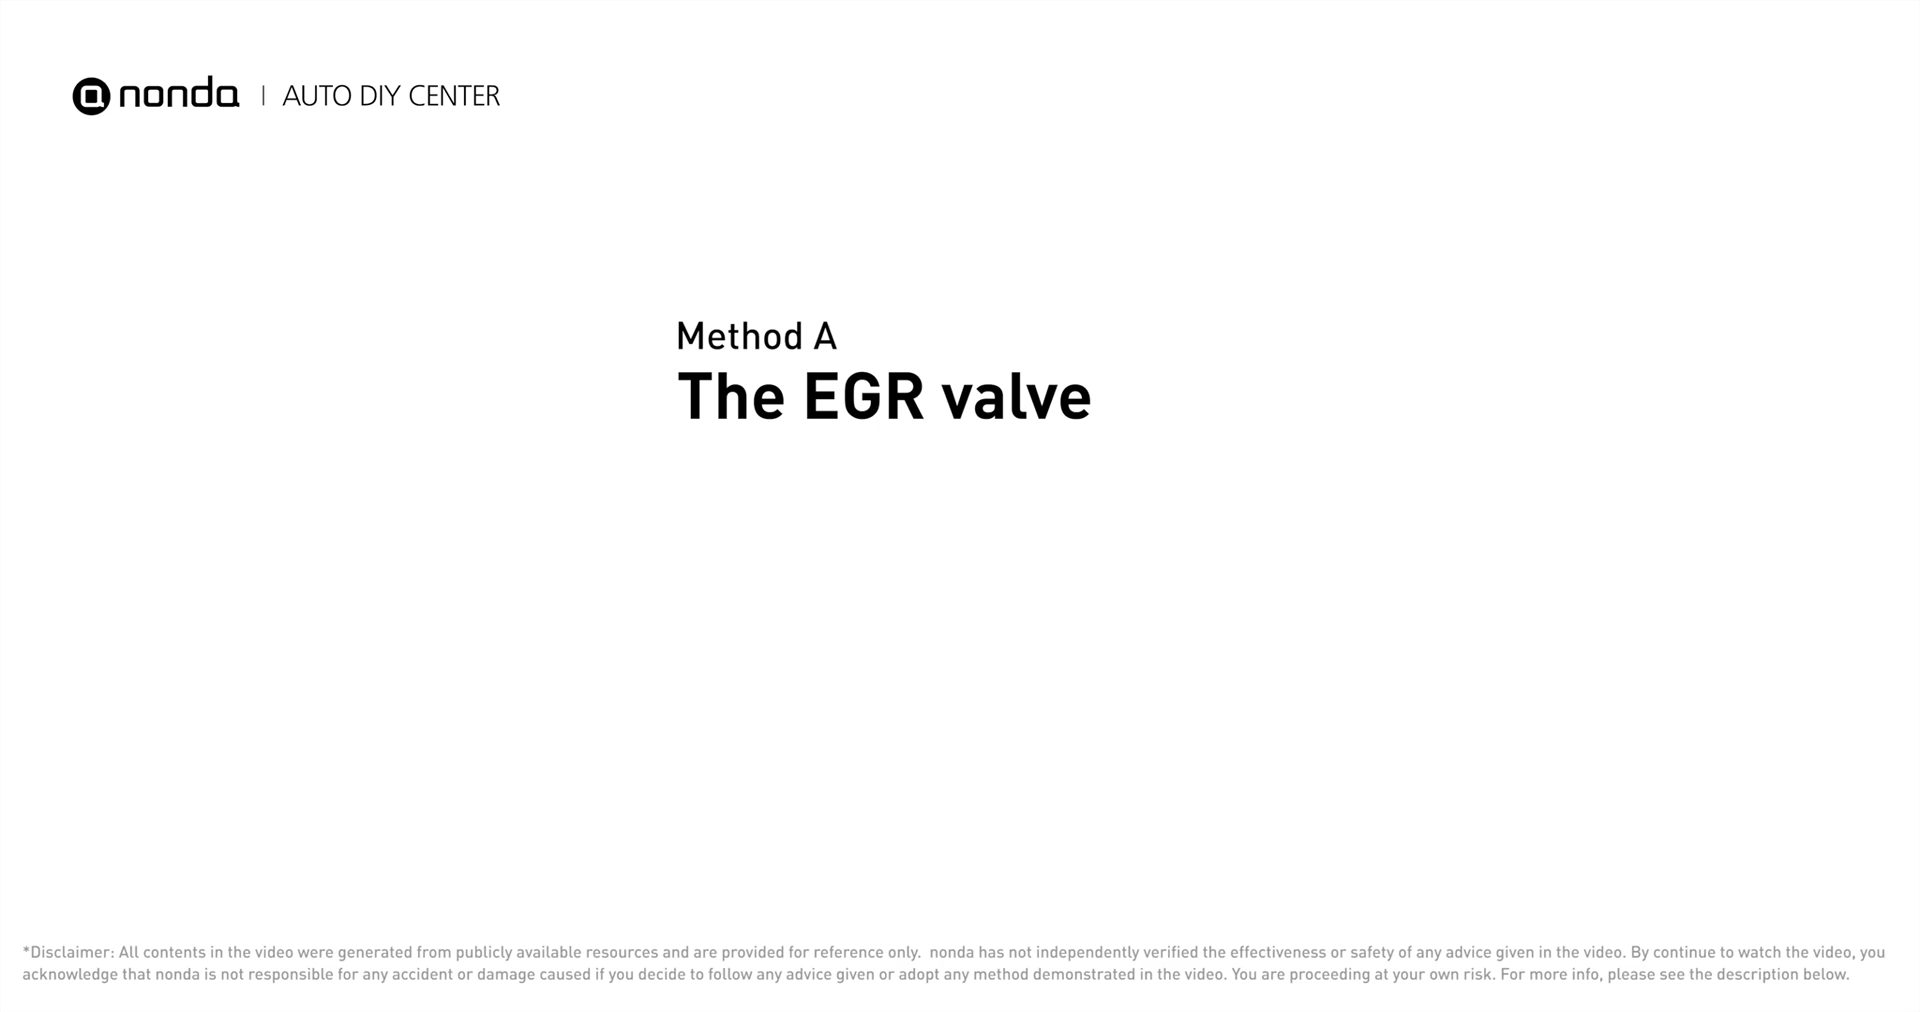 nonda | AUTO DIY CENTER
Method A
The EGR valve
*Disclaimer: All contents in the video were generated from publicly available resources and are provided for reference only.  nonda has not independently verified the effectiveness or safety of any advice given in the video. By continue to watch the video, you
acknowledge that nonda is not responsible for any accident or damage caused if you decide to follow any advice given or adopt any method demonstrated in the video. You are proceeding at your own risk. For more info, please see the description below.